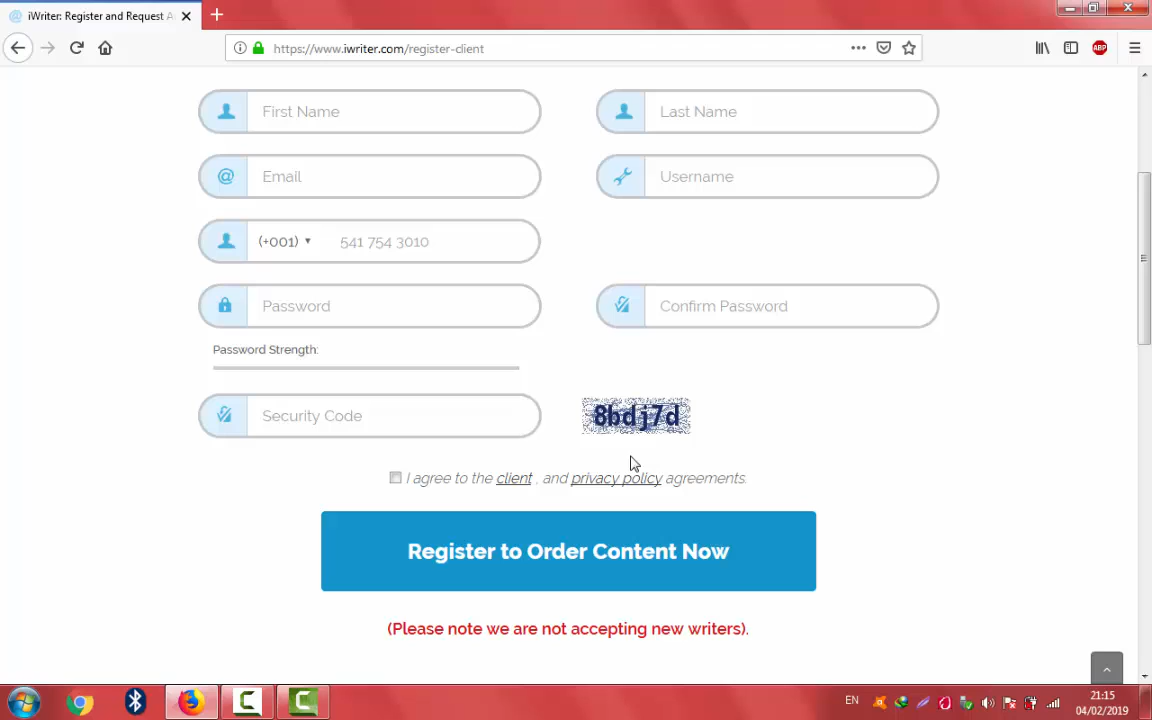 iWriter: Register and Request A
https://www.iwriter.com/register-client
ABP
First Name
Last Name
Email
Username
(+001)
541 754 3010
Password
Confirm Password
Password Strength:
Security Code
8bdj7d
I agree to the client , and privacy policy agreements.
Register to Order Content Now
(Please note we are not accepting new writers).
EN
21:15
04/02/2019